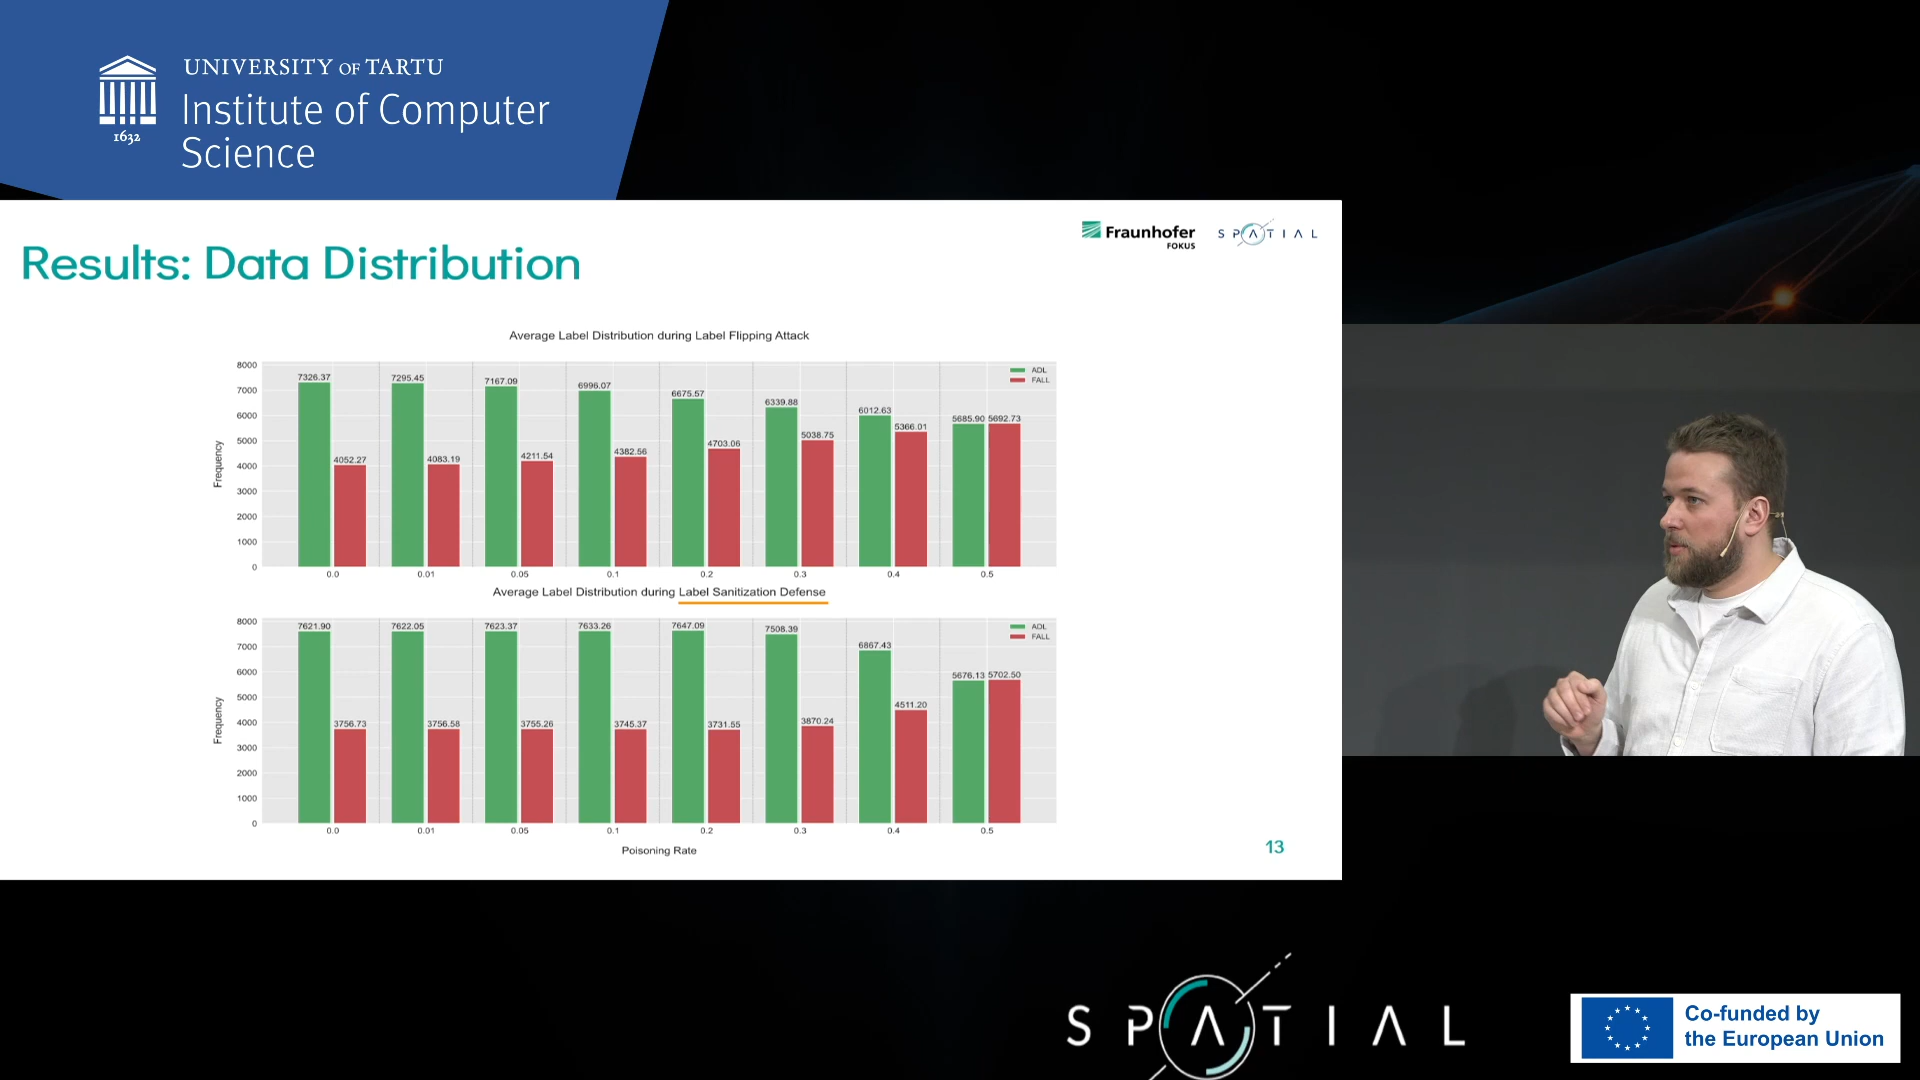 UNIVERSITY OF TARTU
Institute of Computer
Science
1632
Fraunhofer
FOKUS
SPATIAL
Results: Data Distribution
Average Label Distribution during Label Flipping Attack
Frequency
8000
7000
6000
5000
4000
3000
2000
1000
0
7326.37 4052.27 7295.45 4083.19 7167.09 4211.54 6996.07 4382.56 6675.57 4703.06 6339.88 5038.75 6012.63 5366.01 5685.90 5692.73
ADL
FALL
0.0 0.01 0.05 0.1 0.2 0.3 0.4 0.5
Average Label Distribution during Label Sanitization Defense
Frequency
8000
7000
6000
5000
4000
3000
2000
1000
0
7621.90 3756.73 7622.05 3756.58 7623.37 3755.26 7633.26 3745.37 7647.09 3731.55 7508.39 3870.24 6867.43 4511.20 5676.13 5702.50
ADL
FALL
0.0 0.01 0.05 0.1 0.2 0.3 0.4 0.5
Poisoning Rate
13
SPATIAL
Co-funded by
the European Union